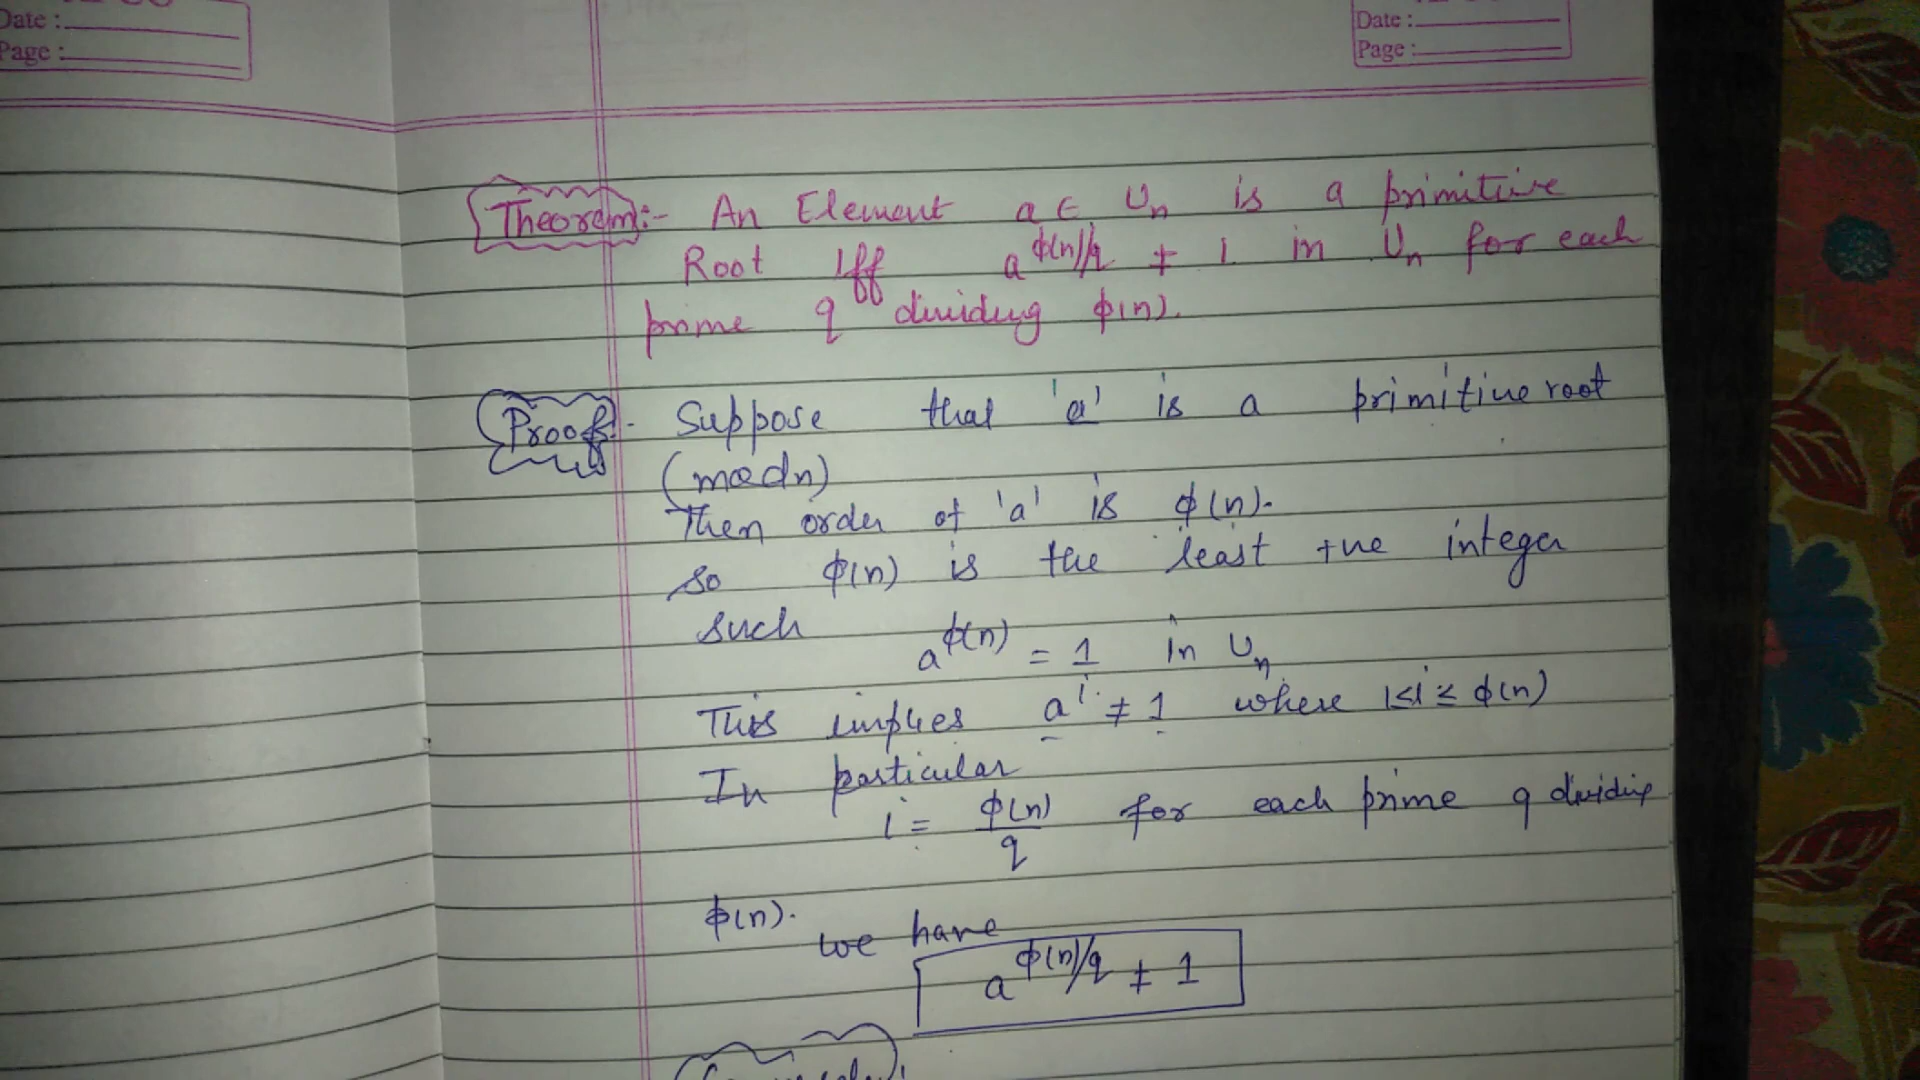 Date :
Page :
Date :
Page :
Theorem:- An Element a ∈ Un is a primitive
Root iff a^ϕ(n)/q ≠ 1 in Un for each
prime q dividing ϕ(n).
Proof:- Suppose that 'a' is a primitive root
(mod n)
Then order of 'a' is ϕ(n).
so ϕ(n) is the least +ve integer
such
a^ϕ(n) = 1 in Un
This implies a^i ≠ 1 where 1≤i≤ ϕ(n)
In particular
i = ϕ(n)/q for each prime q dividing
ϕ(n).
we have
a^ϕ(n)/q ≠ 1